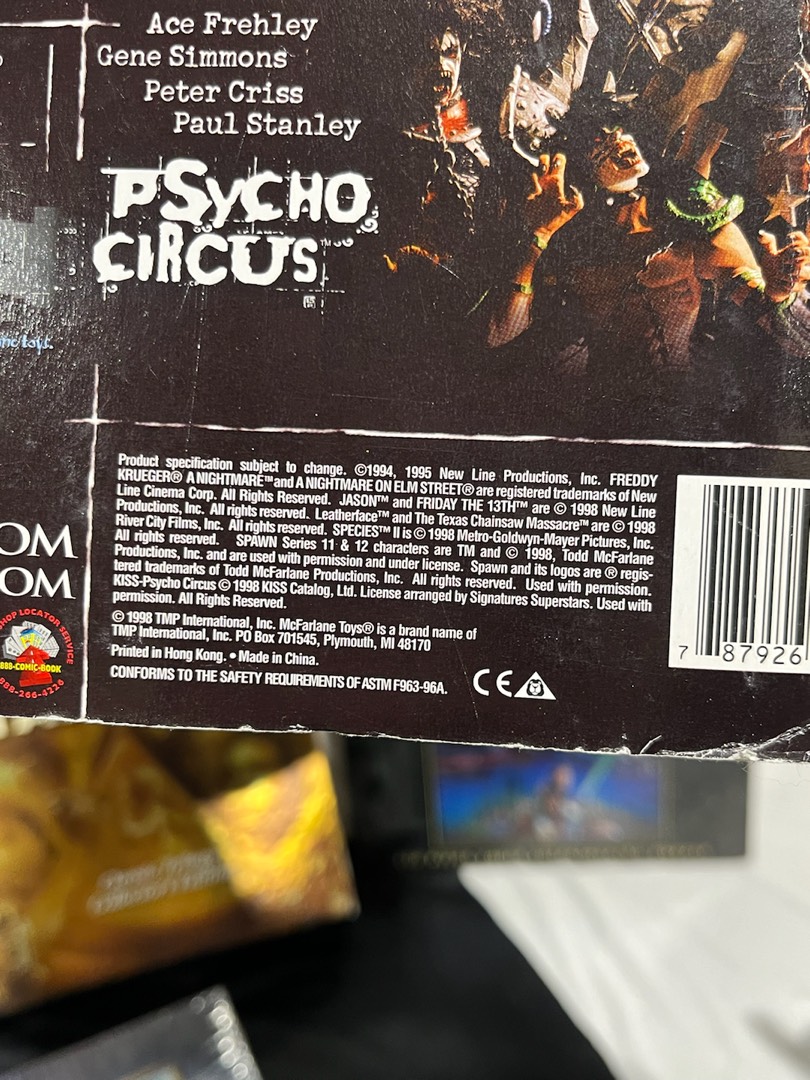 Ace Frehley
Gene Simmons
Peter Criss
Paul Stanley
PSYCHO
CIRCUS™
Product specification subject to change. ©1994, 1995 New Line Productions, Inc. FREDDY
KRUEGER® A NIGHTMARE™ and A NIGHTMARE ON ELM STREET® are registered trademarks of New
Line Cinema Corp. All Rights Reserved. JASON™ and FRIDAY THE 13TH™ are © 1998 New Line
Productions, Inc. All rights reserved. Leatherface™ and The Texas Chainsaw Massacre™ are © 1998
River City Films, Inc. All rights reserved. SPECIES™ II is © 1998 Metro-Goldwyn-Mayer Pictures, Inc.
All rights reserved. SPAWN Series 11 & 12 characters are TM and © 1998, Todd McFarlane
Productions, Inc. and are used with permission and under license. Spawn and its logos are ® regis-
tered trademarks of Todd McFarlane Productions, Inc. All rights reserved. Used with permission.
KISS-Psycho Circus © 1998 KISS Catalog, Ltd. License arranged by Signatures Superstars. Used with
permission. All Rights Reserved.
© 1998 TMP International, Inc. McFarlane Toys® is a brand name of
TMP International, Inc. PO Box 701545, Plymouth, MI 48170
Printed in Hong Kong. • Made in China.
CONFORMS TO THE SAFETY REQUIREMENTS OF ASTM F963-96A.
CE
7 87926
OM
OM
SHOP LOCATOR SERVICE
888-COMIC-BOOK
888-266-4226